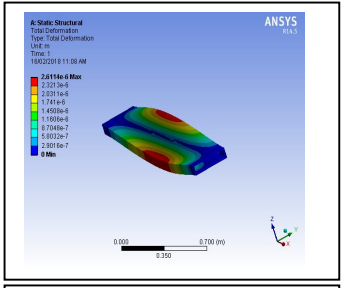 A: Static Structural
Total Deformation
Type: Total Deformation
Unit: m
Time: 1
16/02/2018 11:08 AM
2.6114e-6 Max
2.3213e-6
2.0311e-6
1.741e-6
1.4508e-6
1.1606e-6
8.7048e-7
5.8032e-7
2.9016e-7
0 Min
ANSYS
R14.5
Z
Y
X
0.000
0.700 (m)
0.350